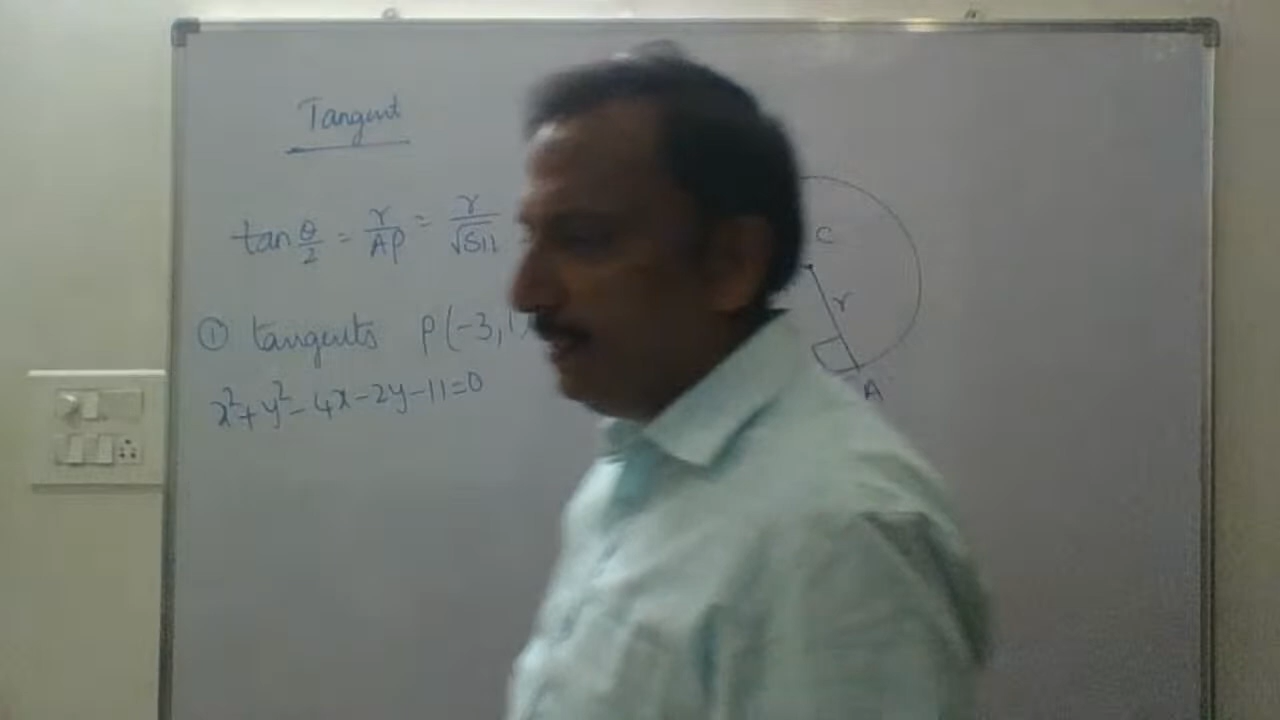 Tangent
tan θ/2 = r/AP = r/√S11
① tangents P(-3,1
x²+y²-4x-2y-11=0
C
r
A